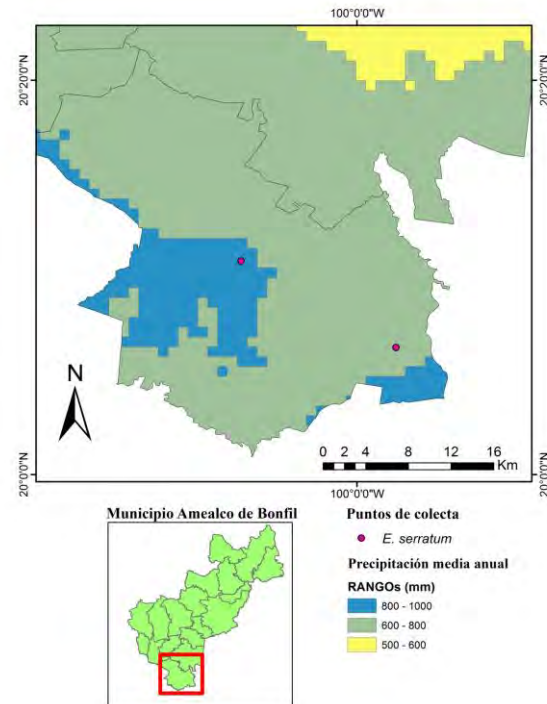 100°0'0"W
20°20'0"N
20°20'0"N
N
0 1 2 4 6 8 12 16
Km
20°0'0"N
20°0'0"N
100°0'0"W
Municipio Amealco de Bonfil
Puntos de colecta
E. serratum
Precipitación media anual
RANGOs (mm)
800 - 1000
600 - 800
500 - 600